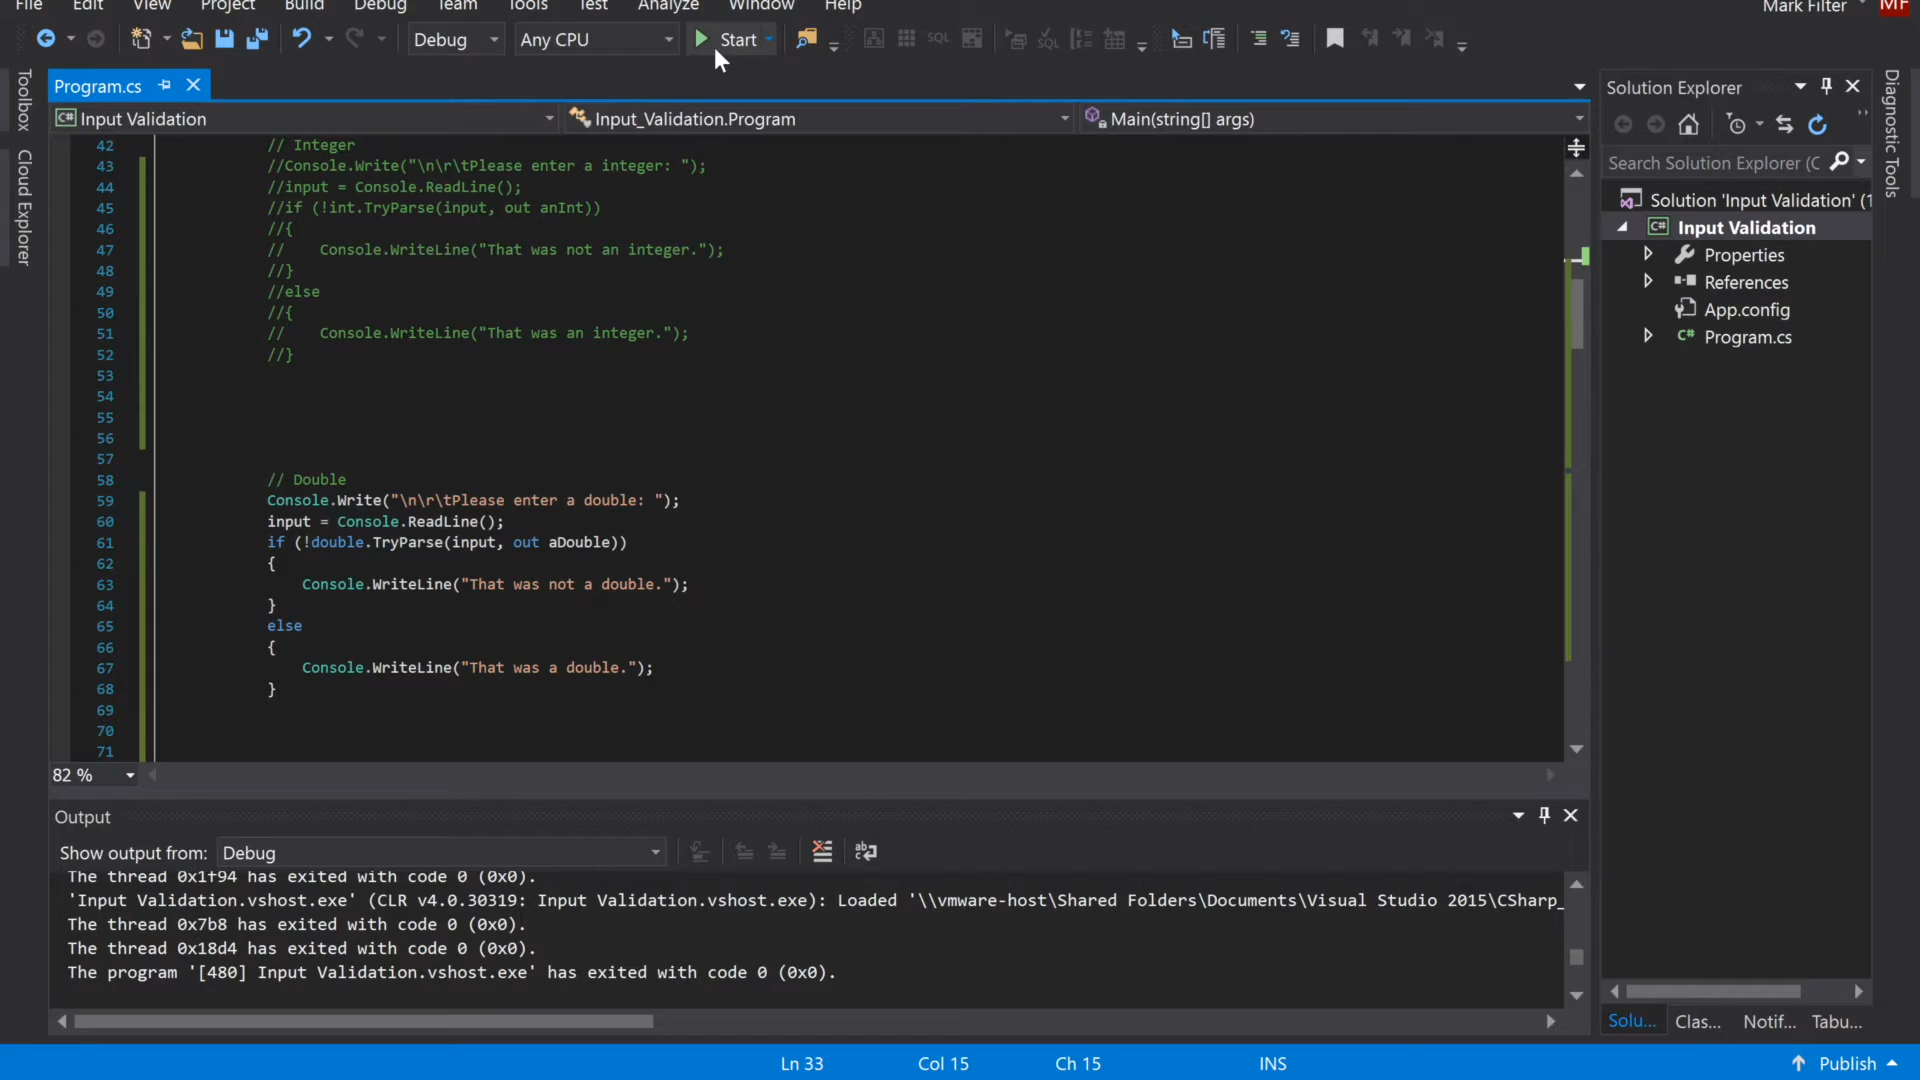 File Edit View Project Build Debug Team Tools Test Analyze Window Help Mark Filter MF
Debug Any CPU Start SQL
Toolbox
Cloud Explorer
Program.cs
C# Input Validation Input_Validation.Program Main(string[] args)
42 // Integer
43 //Console.Write("\n\r\tPlease enter a integer: ");
44 //input = Console.ReadLine();
45 //if (!int.TryParse(input, out anInt))
46 //{
47 //    Console.WriteLine("That was not an integer.");
48 //}
49 //else
50 //{
51 //    Console.WriteLine("That was an integer.");
52 //}
53
54
55
56
57
58 // Double
59 Console.Write("\n\r\tPlease enter a double: ");
60 input = Console.ReadLine();
61 if (!double.TryParse(input, out aDouble))
62 {
63     Console.WriteLine("That was not a double.");
64 }
65 else
66 {
67     Console.WriteLine("That was a double.");
68 }
69
70
71
82 %
Output
Show output from: Debug
The thread 0x1f94 has exited with code 0 (0x0).
'Input Validation.vshost.exe' (CLR v4.0.30319: Input Validation.vshost.exe): Loaded '\\vmware-host\Shared Folders\Documents\Visual Studio 2015\CSharp_
The thread 0x7b8 has exited with code 0 (0x0).
The thread 0x18d4 has exited with code 0 (0x0).
The program '[480] Input Validation.vshost.exe' has exited with code 0 (0x0).
Solution Explorer
Search Solution Explorer (C
Solution 'Input Validation' (1
C# Input Validation
Properties
References
App.config
C# Program.cs
Solu... Clas... Notif... Tabu...
Diagnostic Tools
Ln 33 Col 15 Ch 15 INS Publish